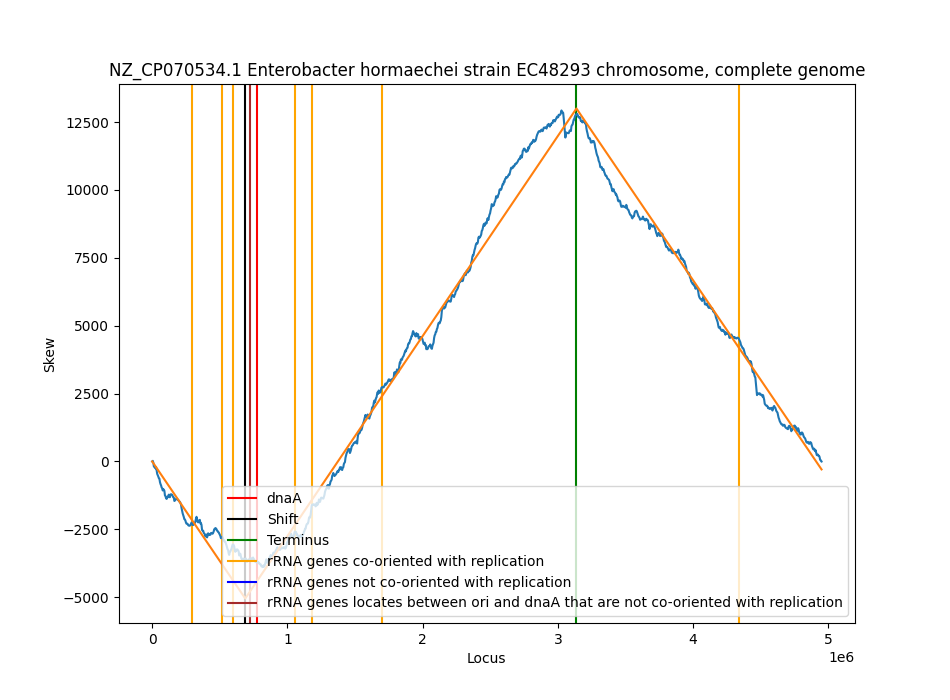 NZ_CP070534.1 Enterobacter hormaechei strain EC48293 chromosome, complete genome
12500
10000
7500
5000
2500
0
−2500
−5000
Skew
dnaA
Shift
Terminus
rRNA genes co-oriented with replication
rRNA genes not co-oriented with replication
rRNA genes locates between ori and dnaA that are not co-oriented with replication
0 1 2 3 4 5
1e6
Locus